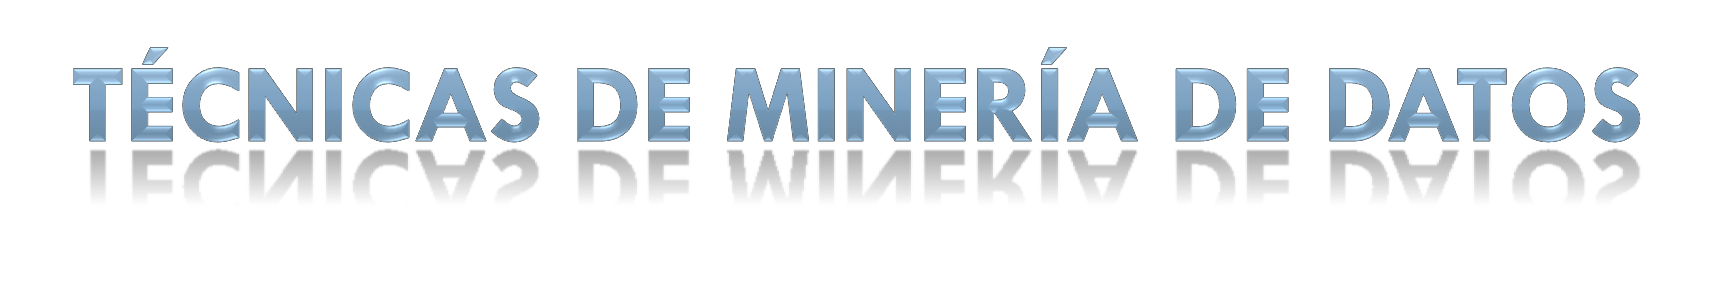 TÉCNICAS DE MINERÍA DE DATOS